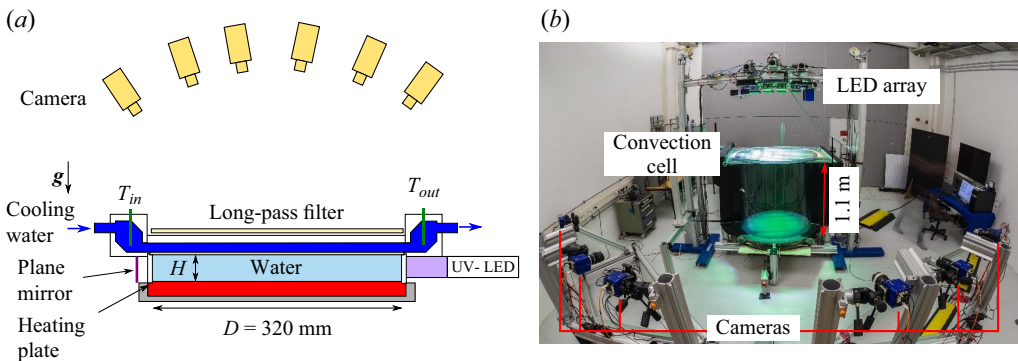 (a)
Camera
g
T_in
T_out
Cooling
water
Long-pass filter
Plane
mirror
H
Water
UV- LED
Heating
plate
D = 320 mm
(b)
LED array
Convection
cell
1.1 m
Cameras